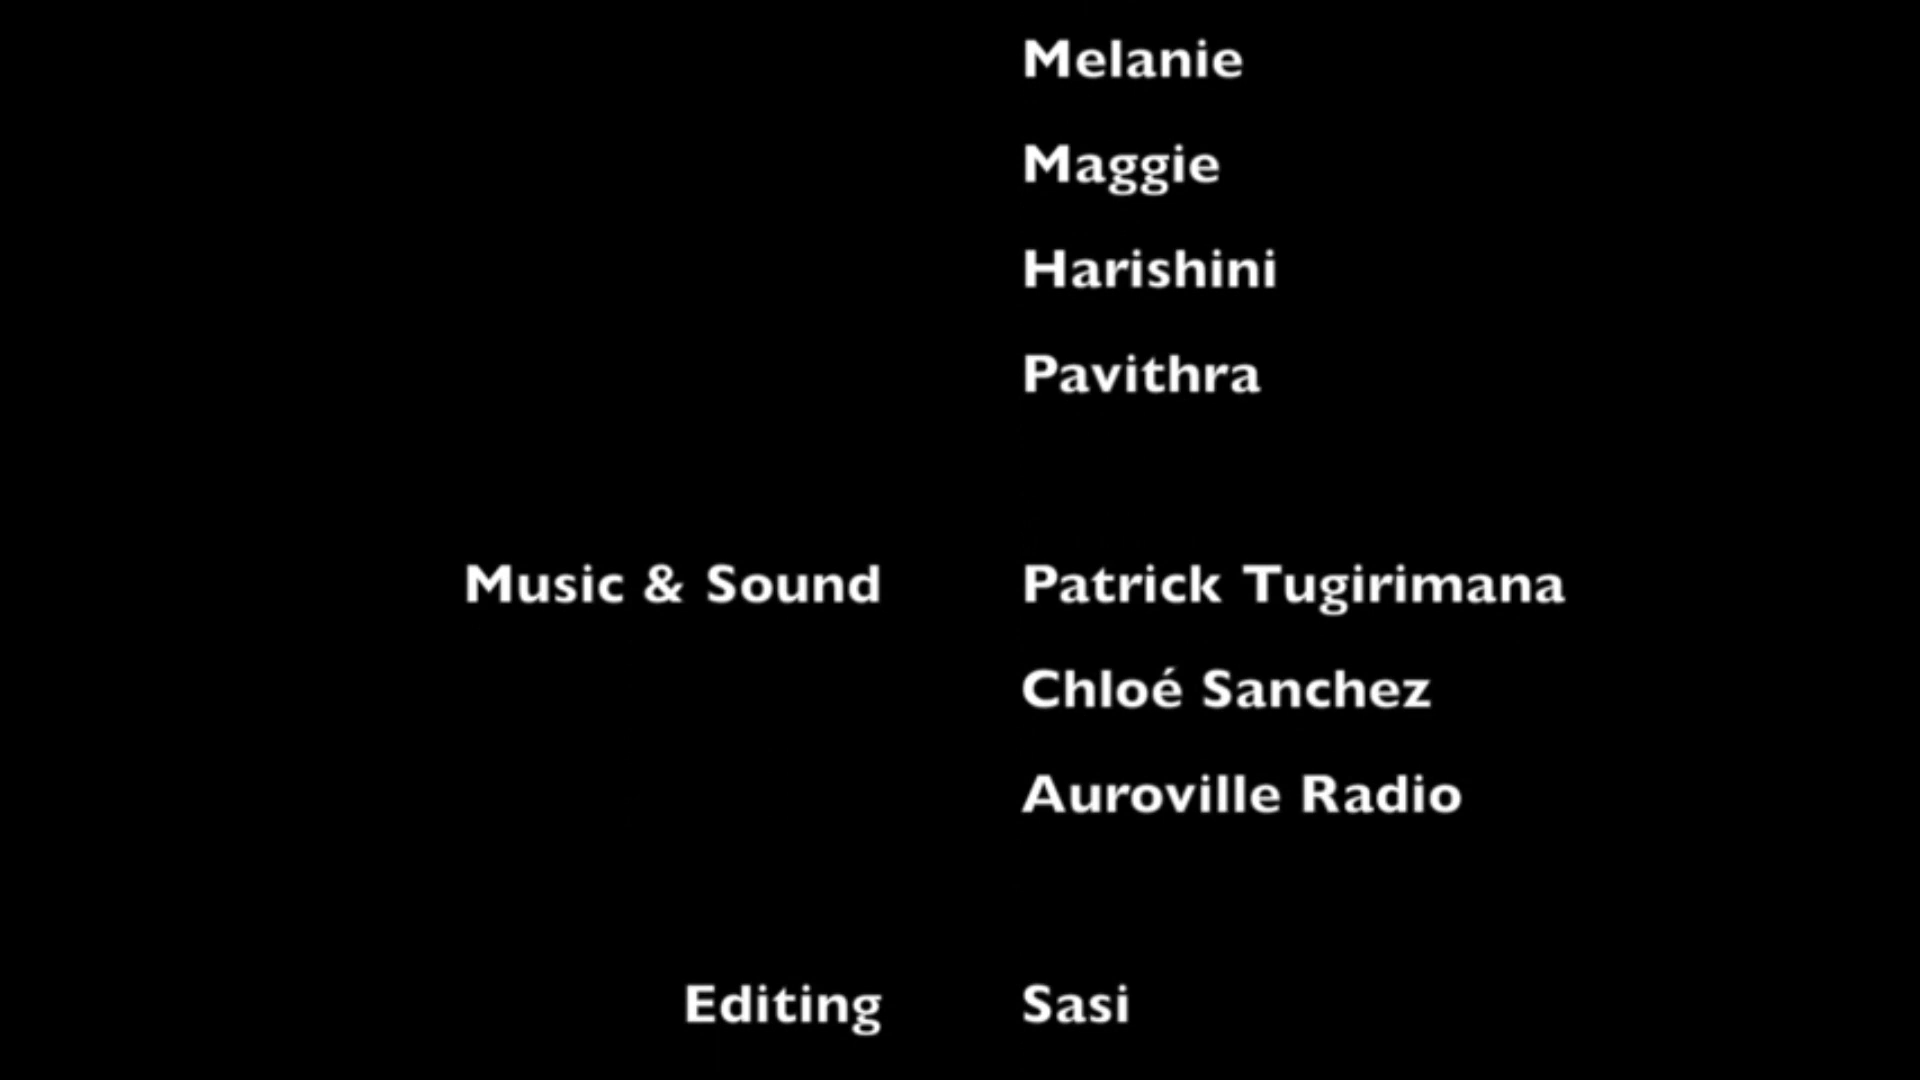 Melanie
Maggie
Harishini
Pavithra
Music & Sound Patrick Tugirimana
Chloé Sanchez
Auroville Radio
Editing Sasi